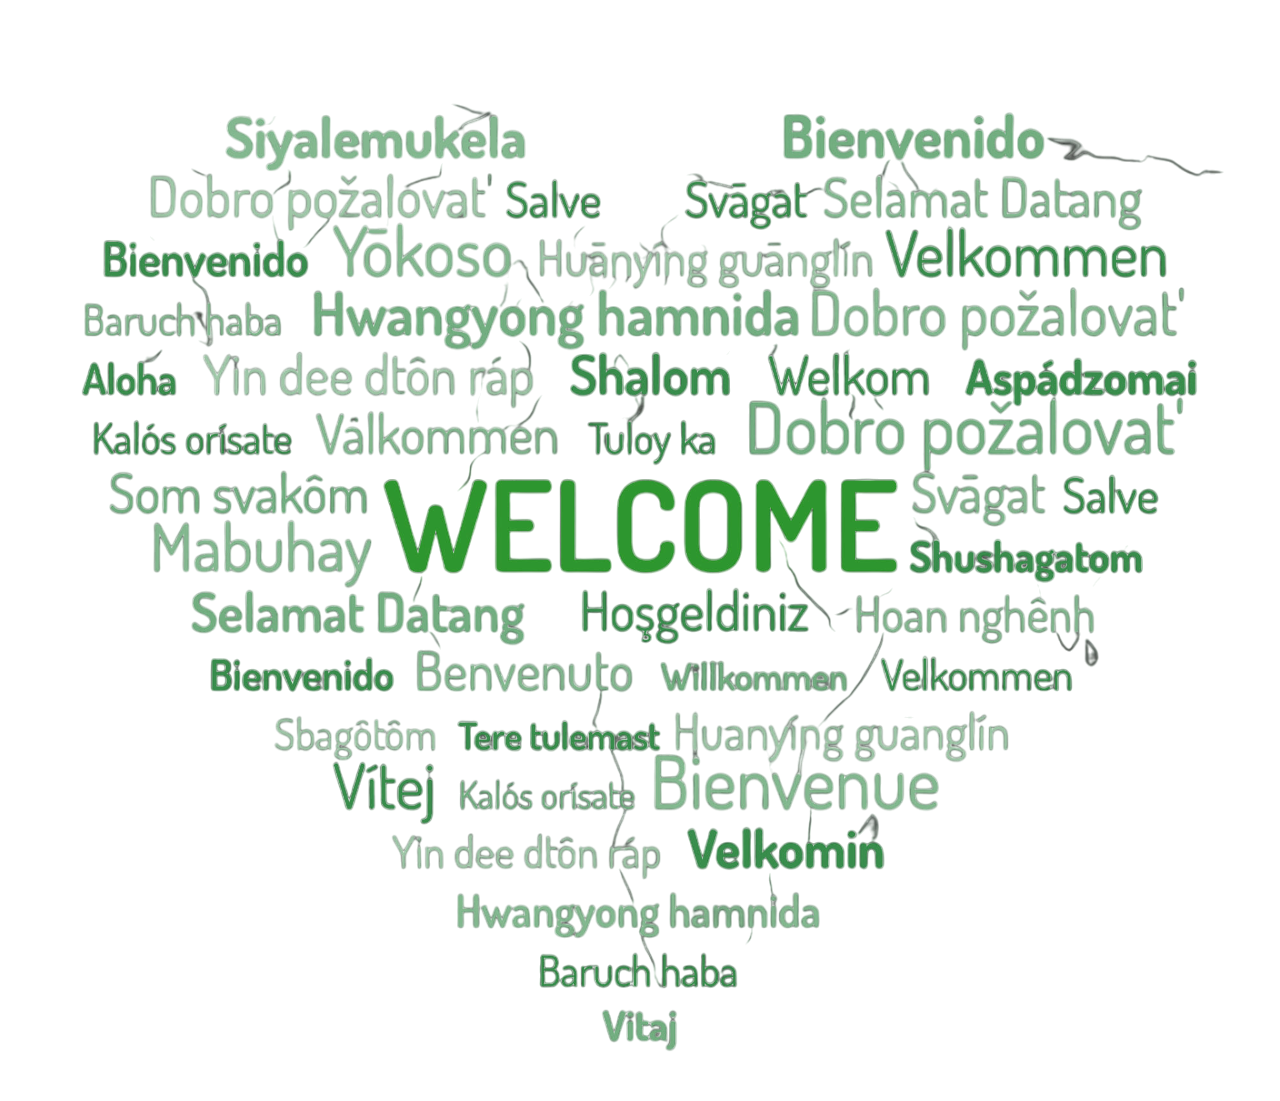 Siyalemukela Bienvenido
Dobro požalovat' Salve Svāgat Selamat Datang
Bienvenido Yōkoso Huānyíng guānglín Velkommen
Baruch haba Hwangyong hamnida Dobro požalovat'
Aloha Yin dee dtôn ráp Shalom Welkom Aspádzomai
Kalós orísate Välkommen Tuloy ka Dobro požalovat'
Som svakôm WELCOME Svāgat Salve
Mabuhay Shushagatom
Selamat Datang Hoşgeldiniz Hoan nghênh
Bienvenido Benvenuto Willkommen Velkommen
Sbagôtôm Tere tulemast Huanyíng guanglín
Vítej Kalós orísate Bienvenue
Yin dee dtôn ráp Velkomin
Hwangyong hamnida
Baruch haba
Vitaj